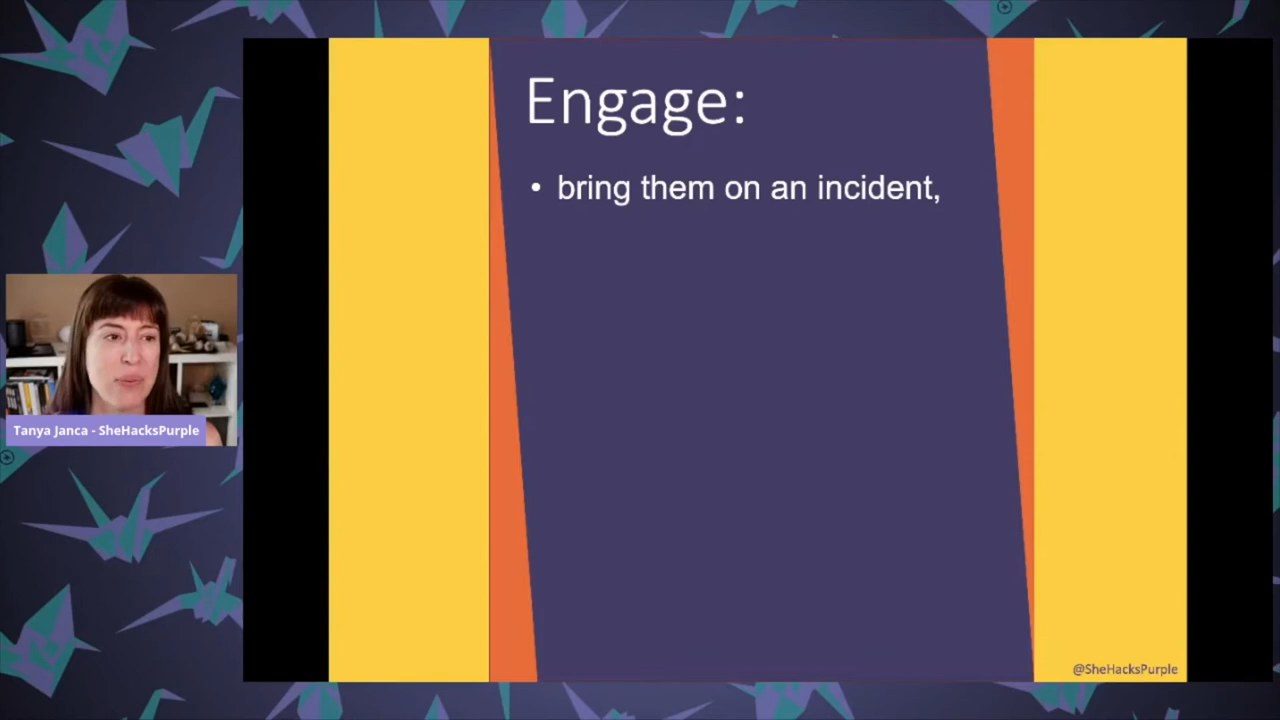 Engage:
• bring them on an incident,
Tanya Janca - SheHacksPurple
@SheHacksPurple